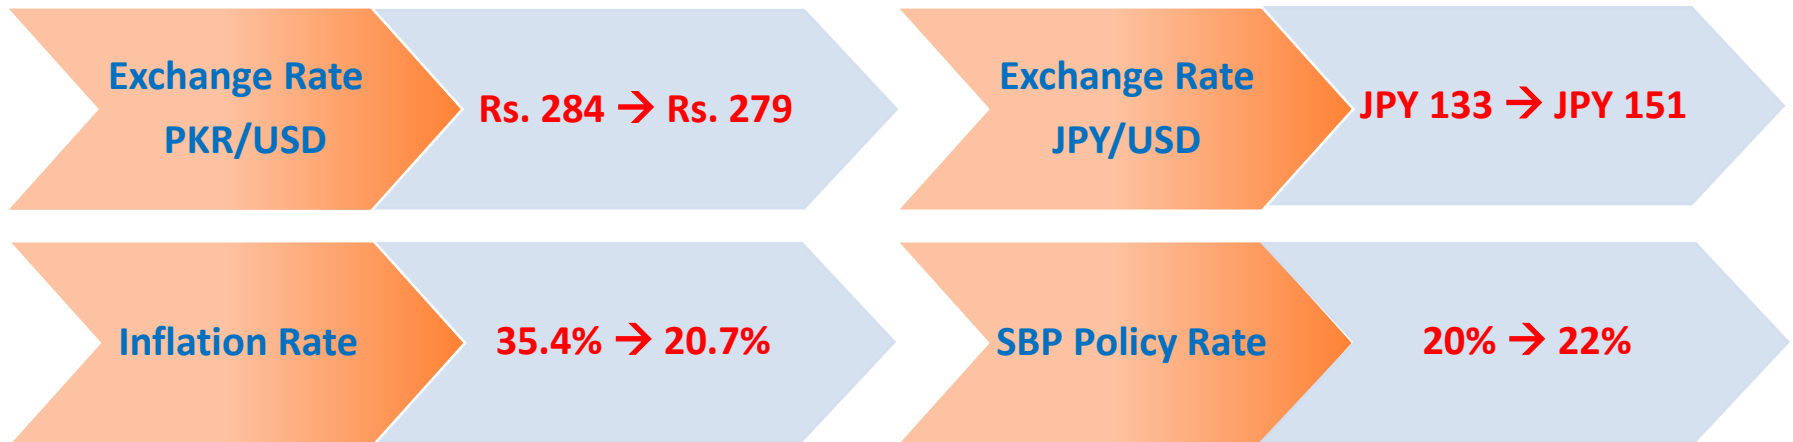 Exchange Rate
PKR/USD
Rs. 284 → Rs. 279
Exchange Rate
JPY/USD
JPY 133 → JPY 151
Inflation Rate
35.4% → 20.7%
SBP Policy Rate
20% → 22%